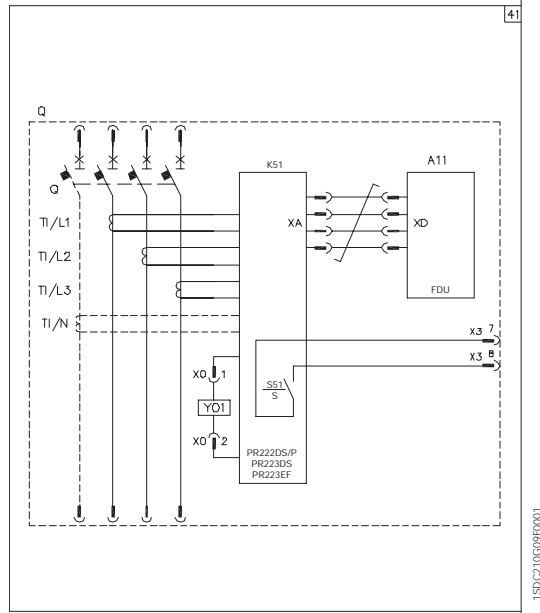 41
Q
K51
A11
Q
TI/L1
XA
XD
TI/L2
TI/L3
FDU
TI/N
X3 7
X3 8
X0 1
S51
S
Y01
X0 2
PR222DS/P
PR223DS
PR223EF
1SDC210G09F0001